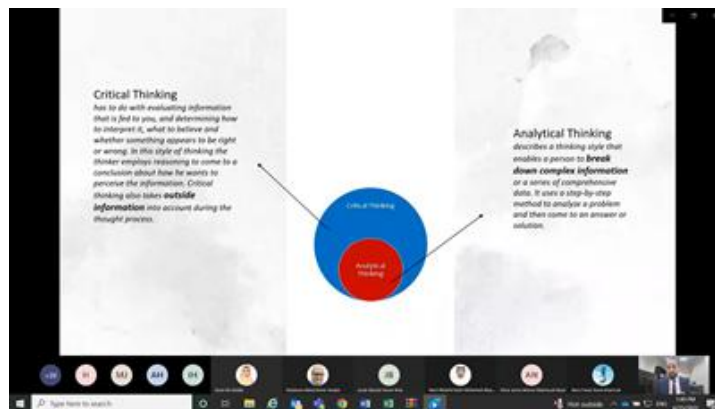 Critical Thinking
has to do with evaluating information
that is fed to you, and determining how
to interpret it, what to believe and
whether something appears to be right
or wrong. In this style of thinking the
thinker employs reasoning to come to a
conclusion about how he wants to
perceive the information. Critical
thinking also takes outside
information into account during the
thought process.
Critical Thinking
Analytical
Thinking
Analytical Thinking
describes a thinking style that
enables a person to break
down complex information
or a series of comprehensive
data. It uses a step-by-step
method to analyze a problem
and then come to an answer or
solution.
H
MJ
AH
IH
AN
Type here to search
ENG